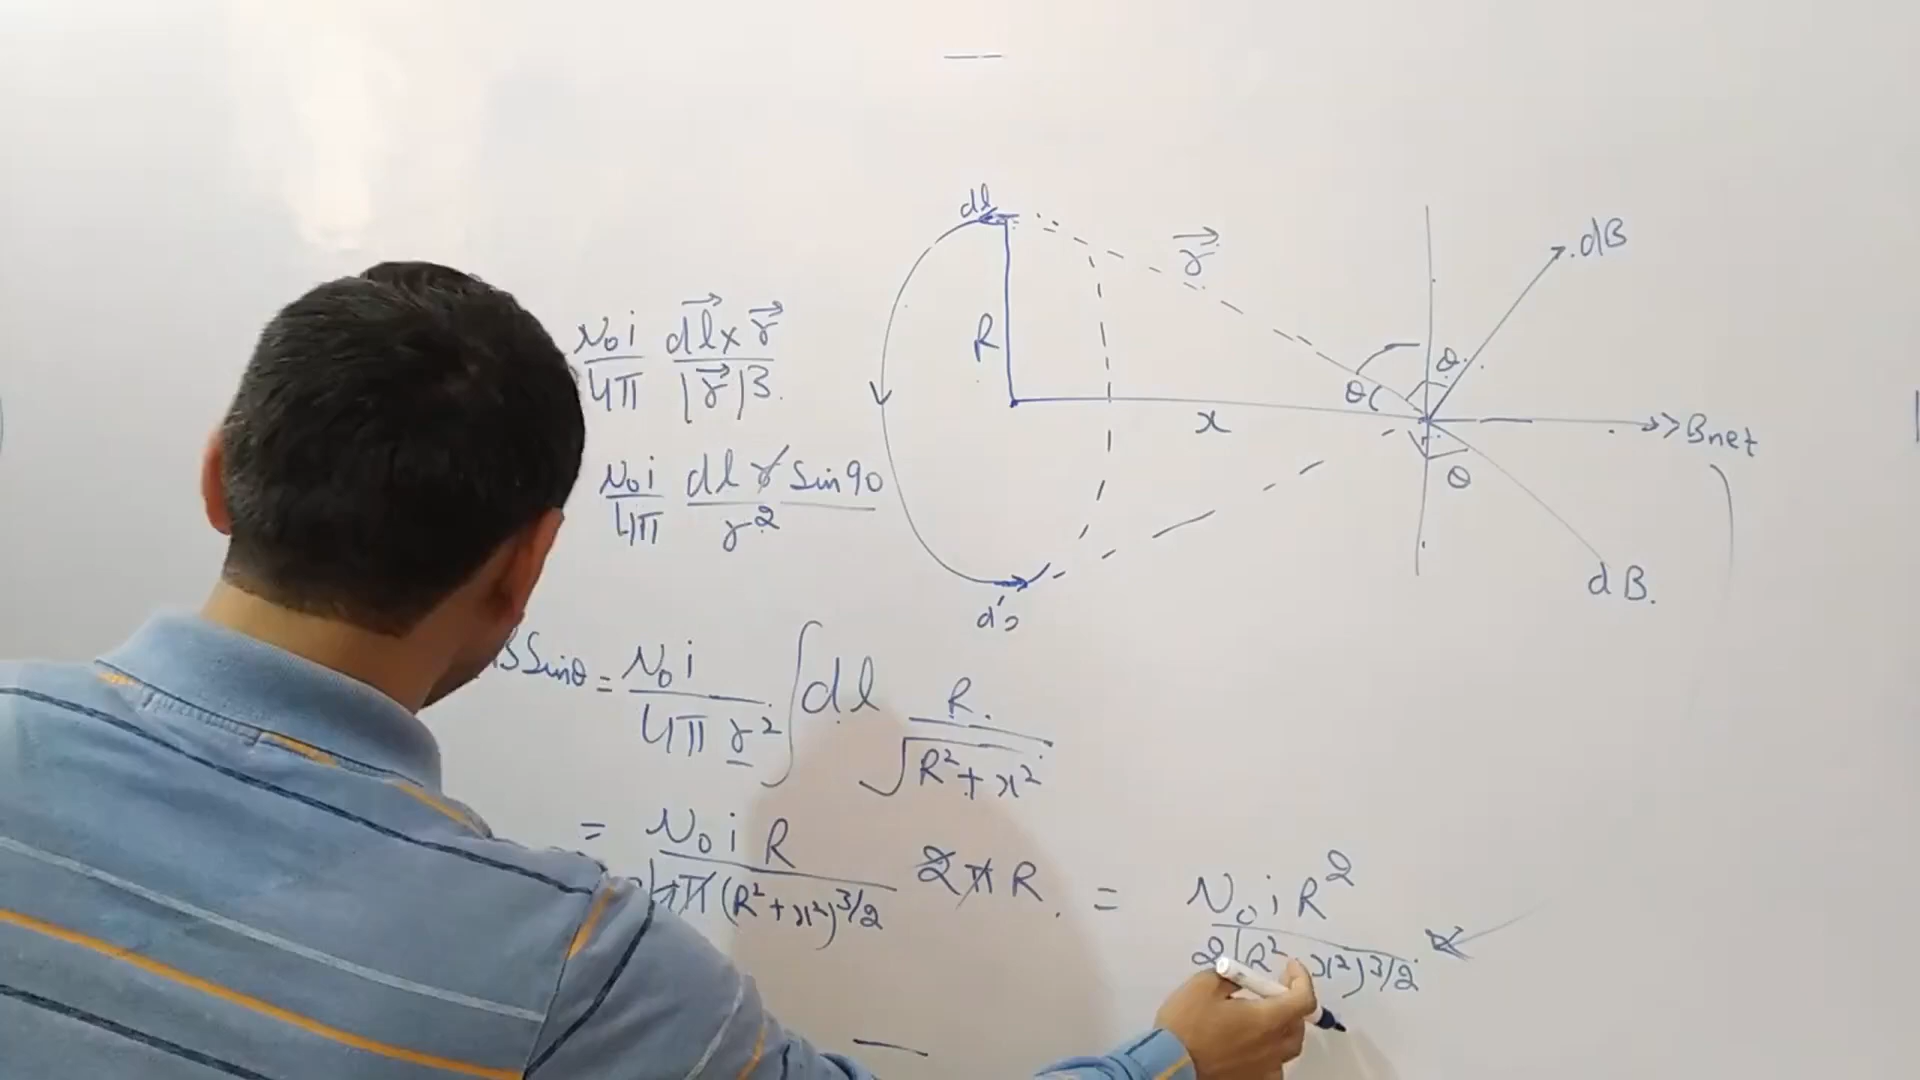 dl
r⃗
.dB
R
θ
θ
x
>Bnet
θ
dB.
μ₀i/4π (dl⃗ × r⃗)/|r⃗|3.
μ₀i/4π (dl r Sin90)/r²
BSinθ = μ₀i/4πr² ∫dl R./√(R²+x²)
= μ₀iR/4π(R²+x²)^3/2 2πR. = μ₀iR²/2(R² x²)^3/2